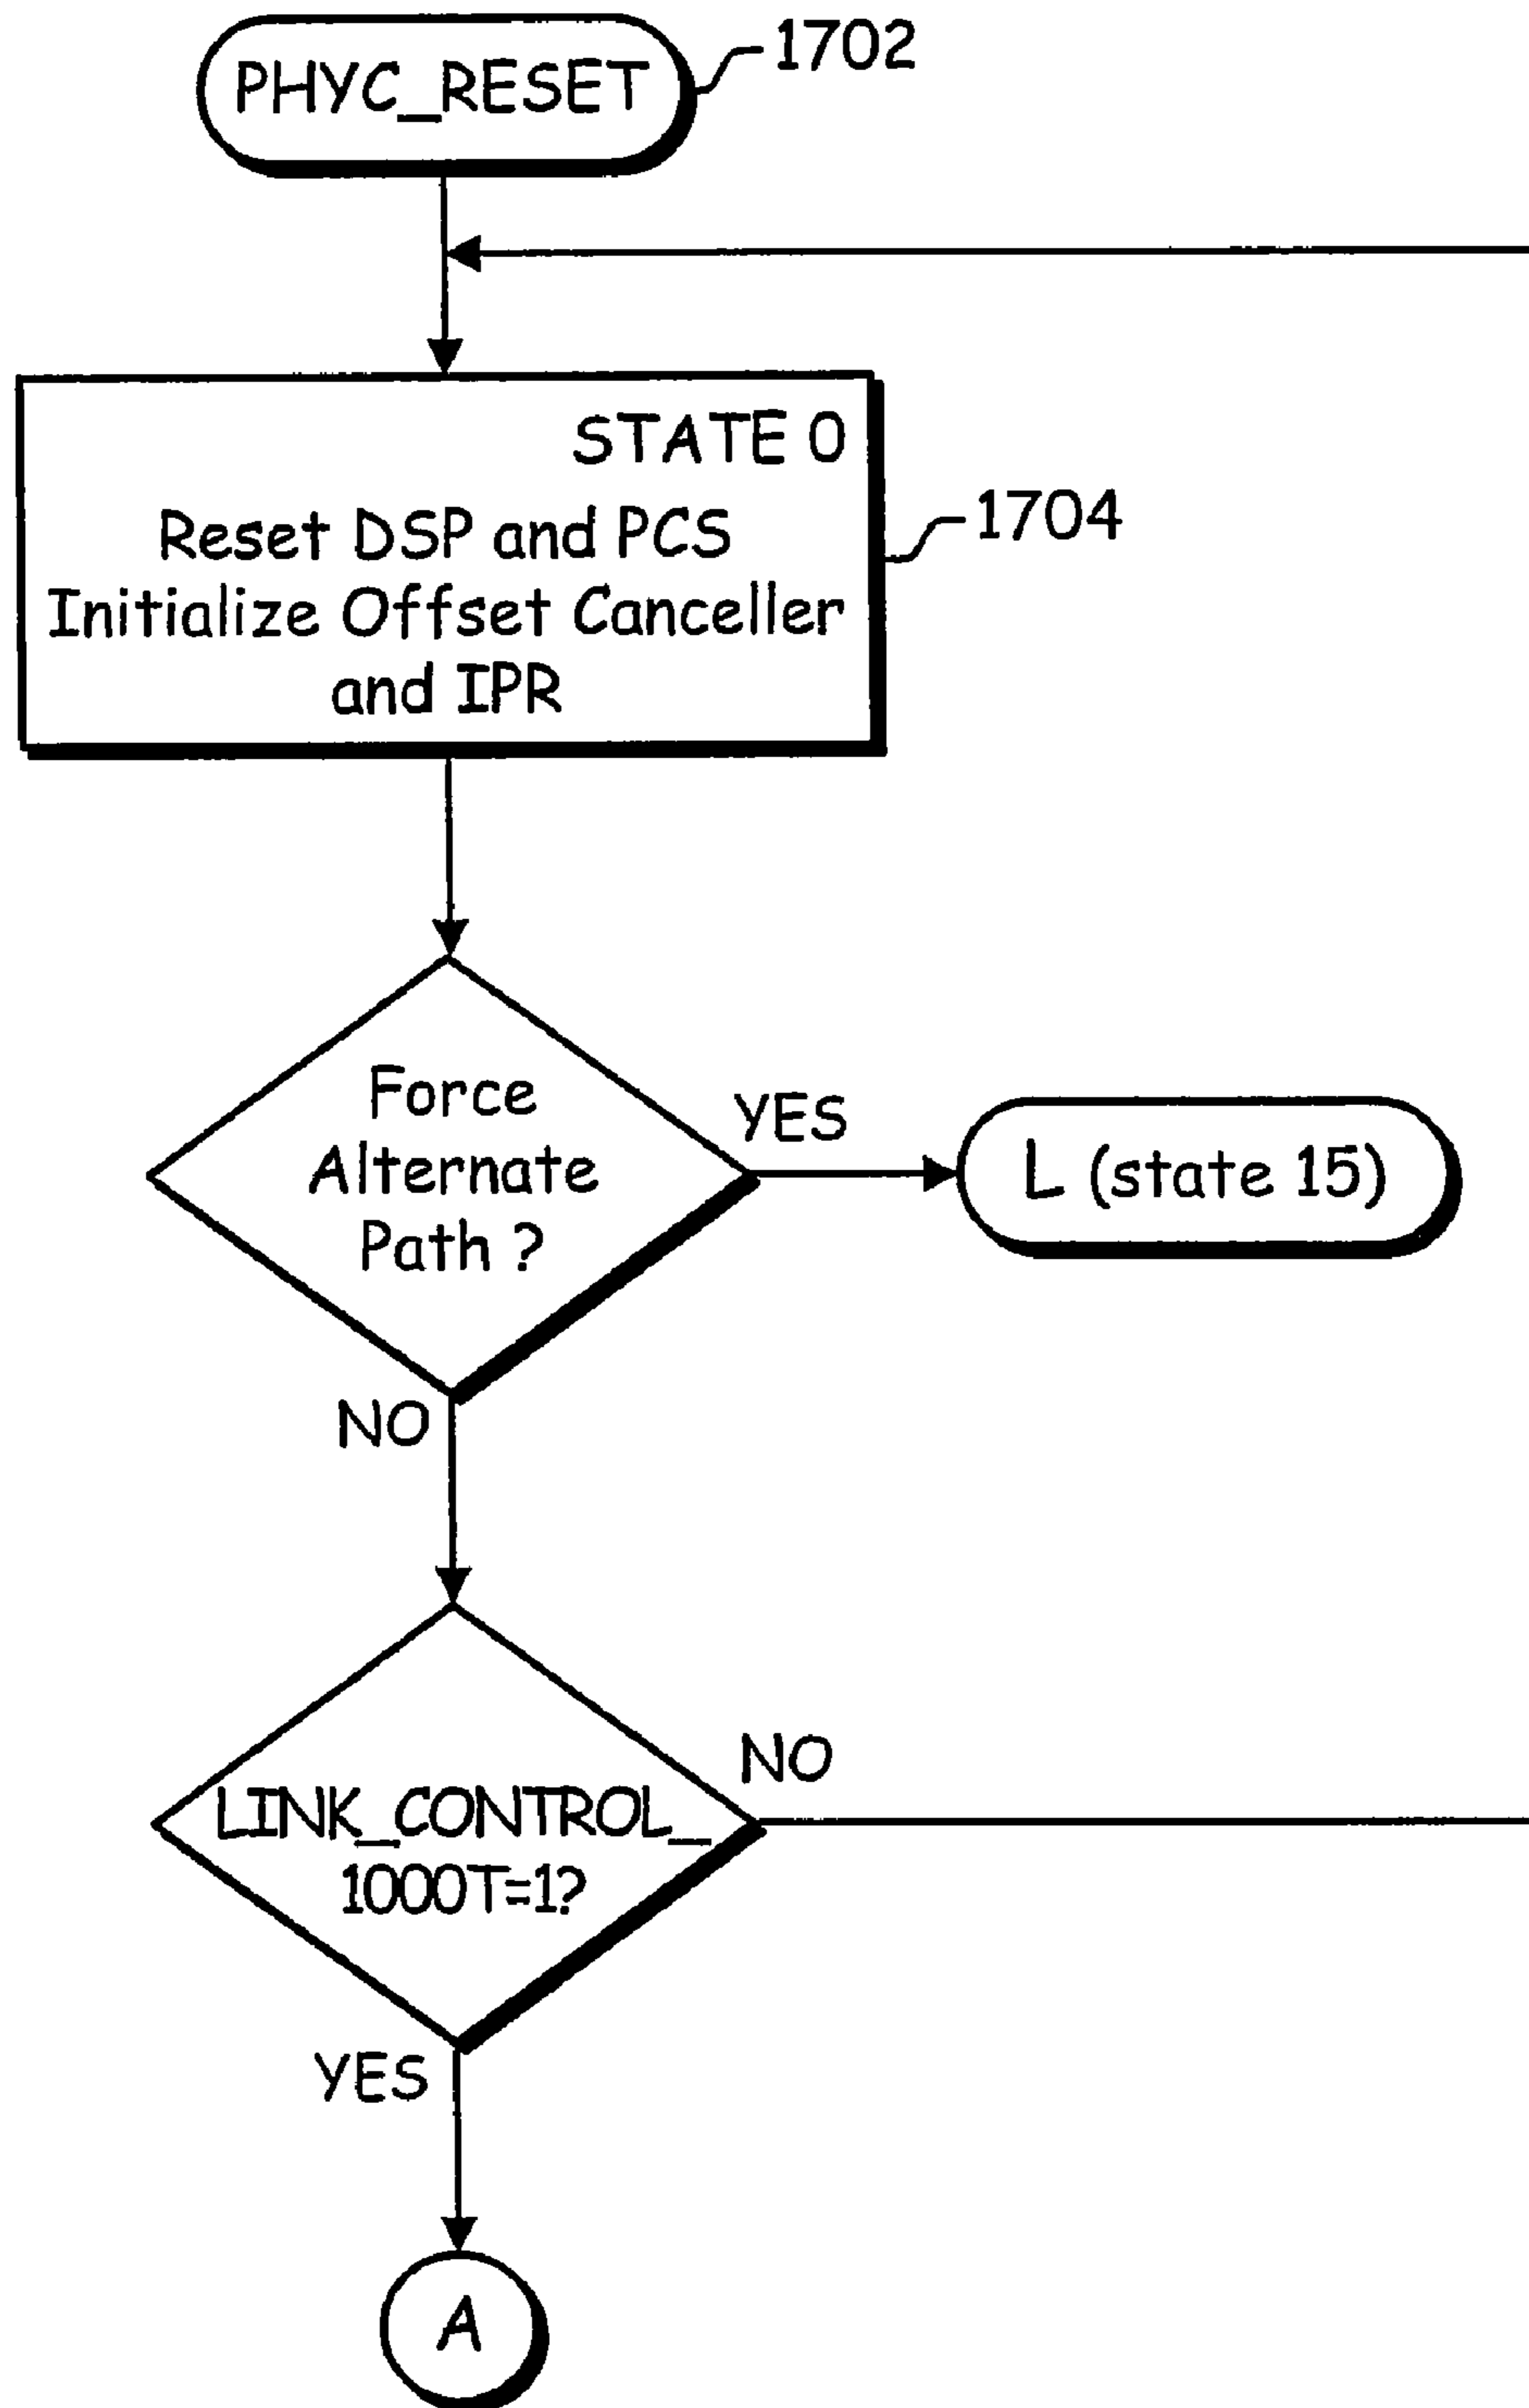 PHYC_RESET
1702
STATE 0
Reset DSP and PCS
Initialize Offset Canceller
and IPR
1704
Force
Alternate
Path ?
YES
L (state 15)
NO
LINK_CONTROL_
1000T=1?
NO
YES
A